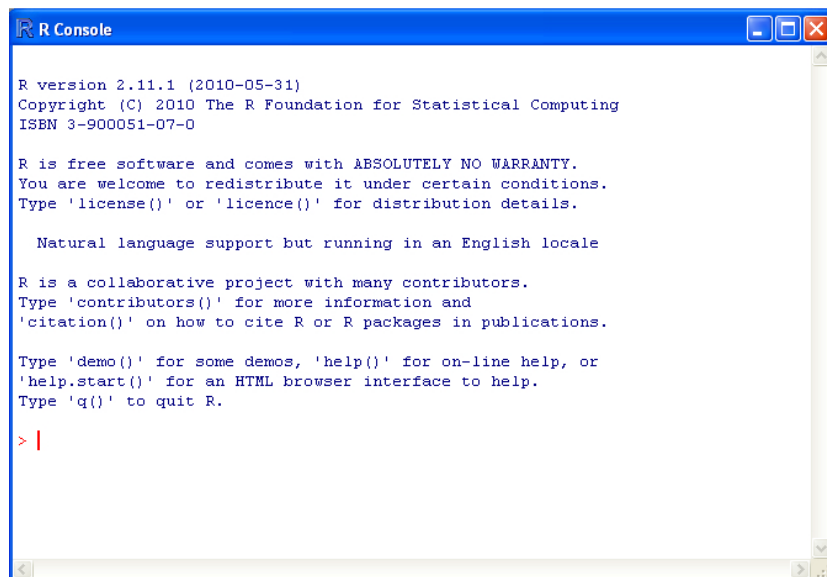 R Console
R version 2.11.1 (2010-05-31)
Copyright (C) 2010 The R Foundation for Statistical Computing
ISBN 3-900051-07-0
R is free software and comes with ABSOLUTELY NO WARRANTY.
You are welcome to redistribute it under certain conditions.
Type 'license()' or 'licence()' for distribution details.
Natural language support but running in an English locale
R is a collaborative project with many contributors.
Type 'contributors()' for more information and
'citation()' on how to cite R or R packages in publications.
Type 'demo()' for some demos, 'help()' for on-line help, or
'help.start()' for an HTML browser interface to help.
Type 'q()' to quit R.
>